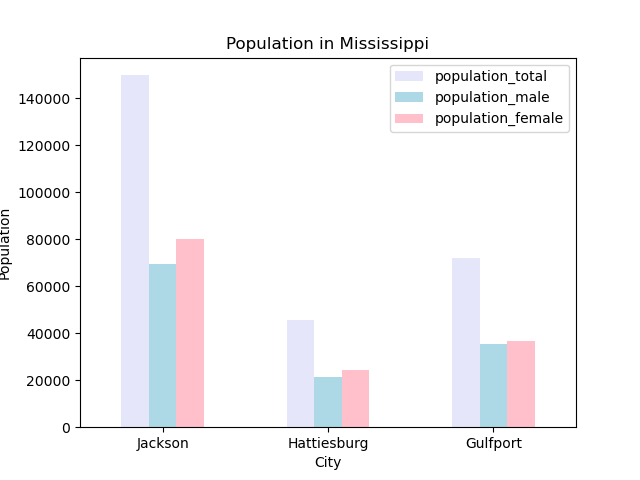 Population in Mississippi
population_total
population_male
population_female
140000
120000
100000
80000
60000
40000
20000
0
Population
Jackson
Hattiesburg
Gulfport
City